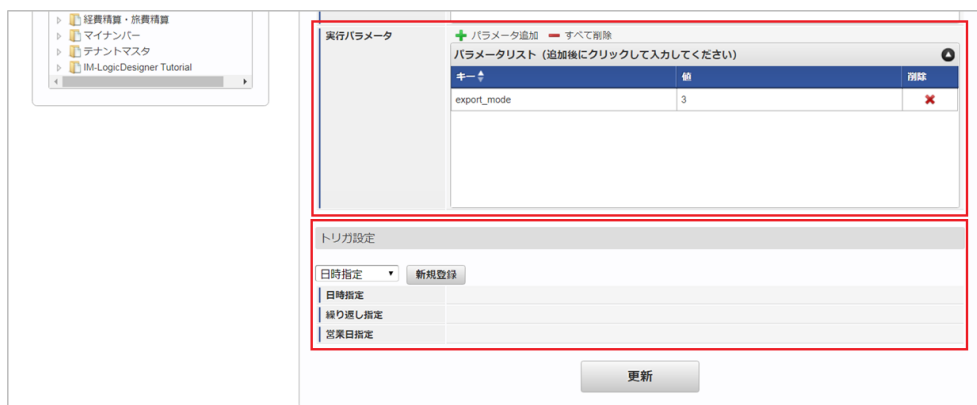 経費精算・旅費精算
マイナンバー
テナントマスタ
IM-LogicDesigner Tutorial
実行パラメータ
パラメータ追加 すべて削除
パラメータリスト（追加後にクリックして入力してください）
キー 値 削除
export_mode 3
トリガ設定
日時指定 新規登録
日時指定
繰り返し指定
営業日指定
更新